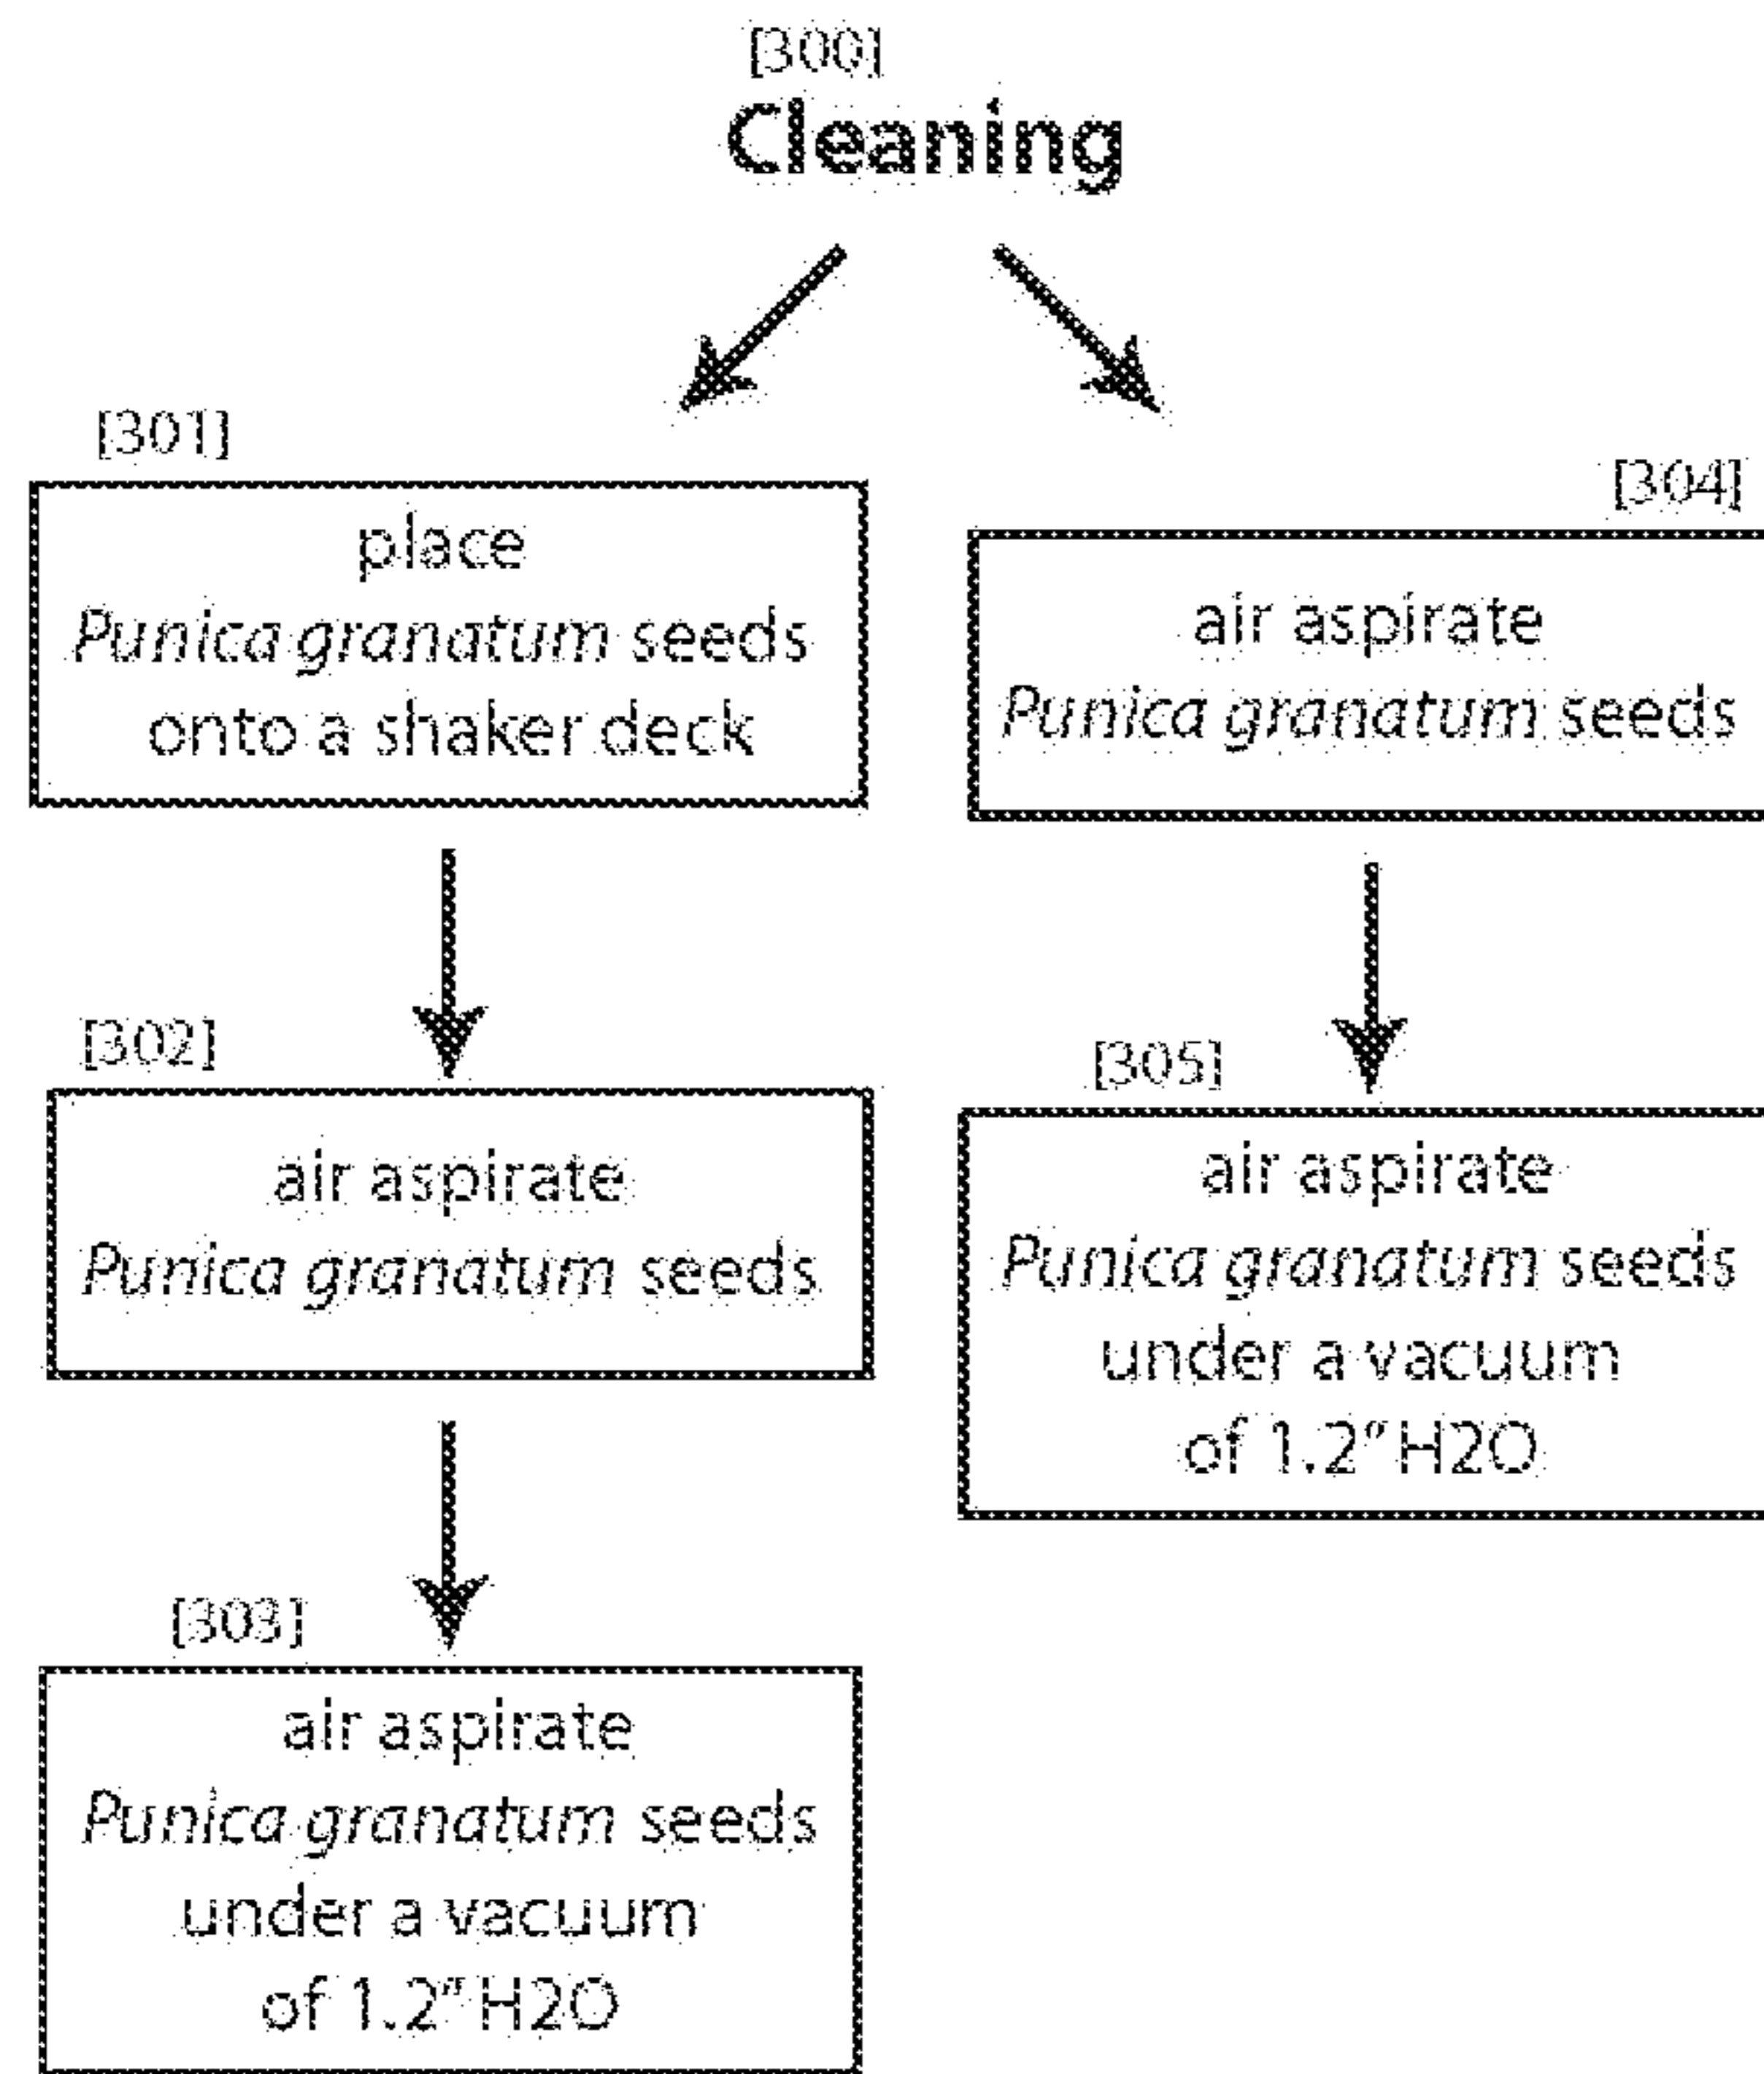 [300]
Cleaning
[301]
place
Punica granatum seeds
onto a shaker deck
[302]
air aspirate
Punica granatum seeds
[303]
air aspirate
Punica granatum seeds
under a vacuum
of 1.2" H2O
[304]
air aspirate
Punica granatum seeds
[305]
air aspirate
Punica granatum seeds
under a vacuum
of 1.2" H2O